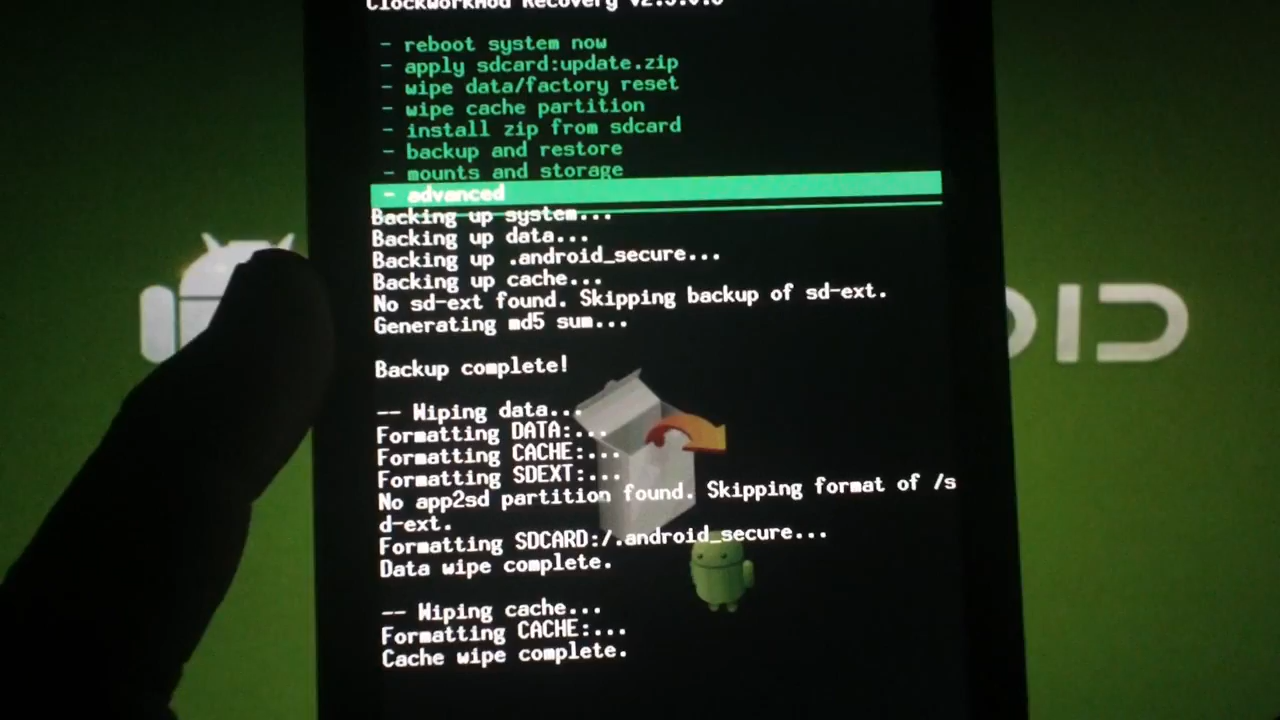 ClockworkMod Recovery
- reboot system now
- apply sdcard:update.zip
- wipe data/factory reset
- wipe cache partition
- install zip from sdcard
- backup and restore
- mounts and storage
- advanced
Backing up system...
Backing up data...
Backing up .android_secure...
Backing up cache...
No sd-ext found. Skipping backup of sd-ext.
Generating md5 sum...
Backup complete!
-- Wiping data...
Formatting DATA:...
Formatting CACHE:...
Formatting SDEXT:...
No app2sd partition found. Skipping format of /s
d-ext.
Formatting SDCARD:/.android_secure...
Data wipe complete.
-- Wiping cache...
Formatting CACHE:...
Cache wipe complete.
OID